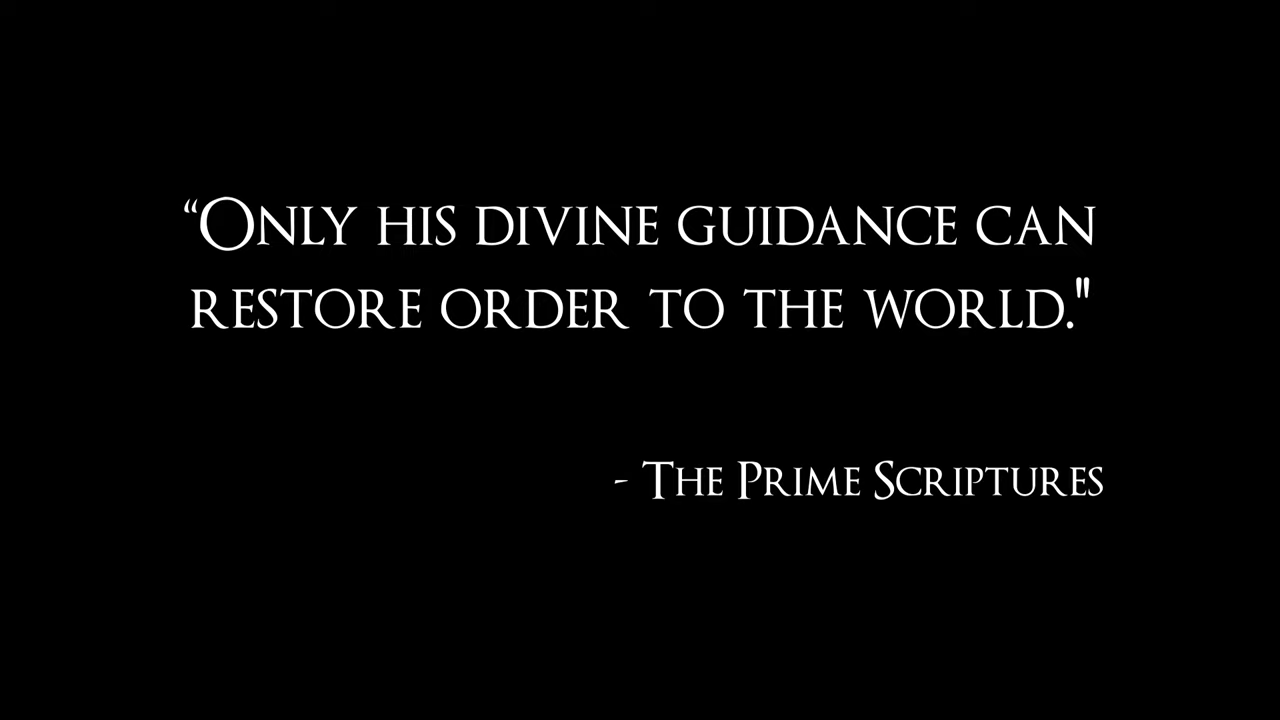 “Only his divine guidance can
restore order to the world."
- The Prime Scriptures